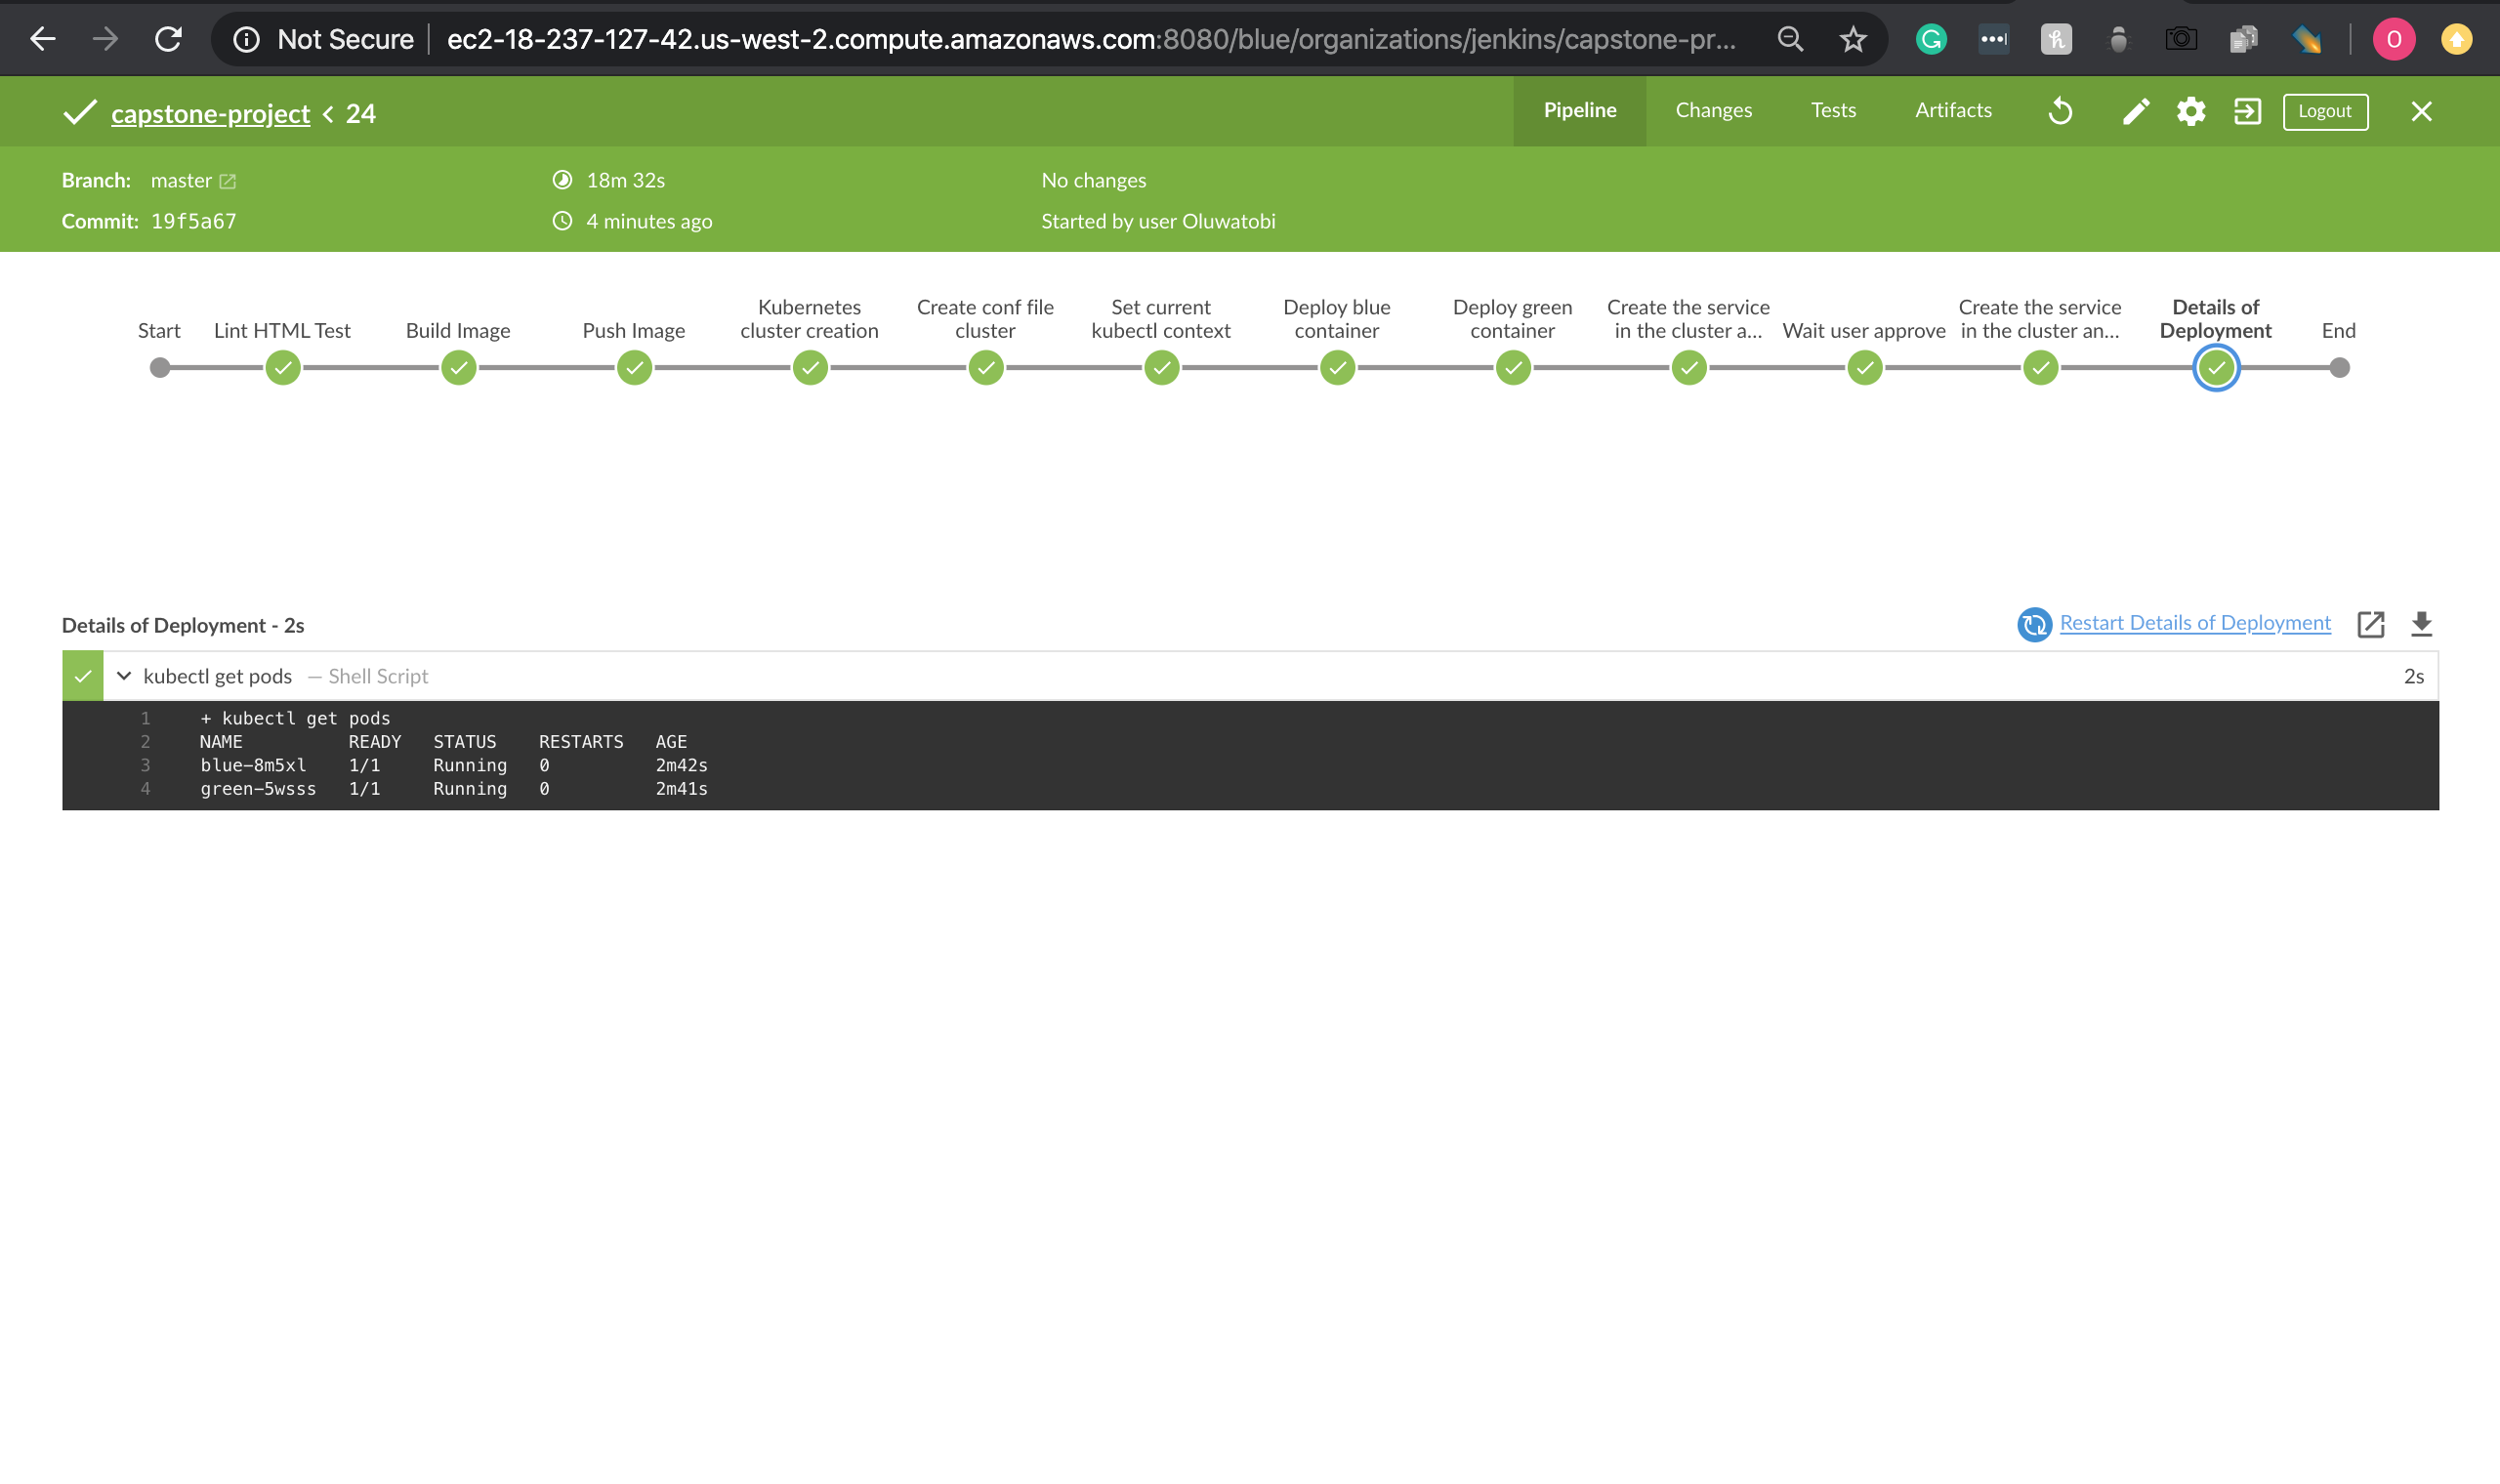 Not Secure ec2-18-237-127-42.us-west-2.compute.amazonaws.com:8080/blue/organizations/jenkins/capstone-pr... G O
capstone-project < 24 Pipeline Changes Tests Artifacts Logout
Branch: master 18m 32s No changes
Commit: 19f5a67 4 minutes ago Started by user Oluwatobi
Start
Lint HTML Test
Build Image
Push Image
Kubernetes
cluster creation
Create conf file
cluster
Set current
kubectl context
Deploy blue
container
Deploy green
container
Create the service
in the cluster a...
Wait user approve
Create the service
in the cluster an...
Details of
Deployment
End
Details of Deployment - 2s Restart Details of Deployment
kubectl get pods — Shell Script 2s
1 + kubectl get pods
2 NAME READY STATUS RESTARTS AGE
3 blue-8m5xl 1/1 Running 0 2m42s
4 green-5wsss 1/1 Running 0 2m41s